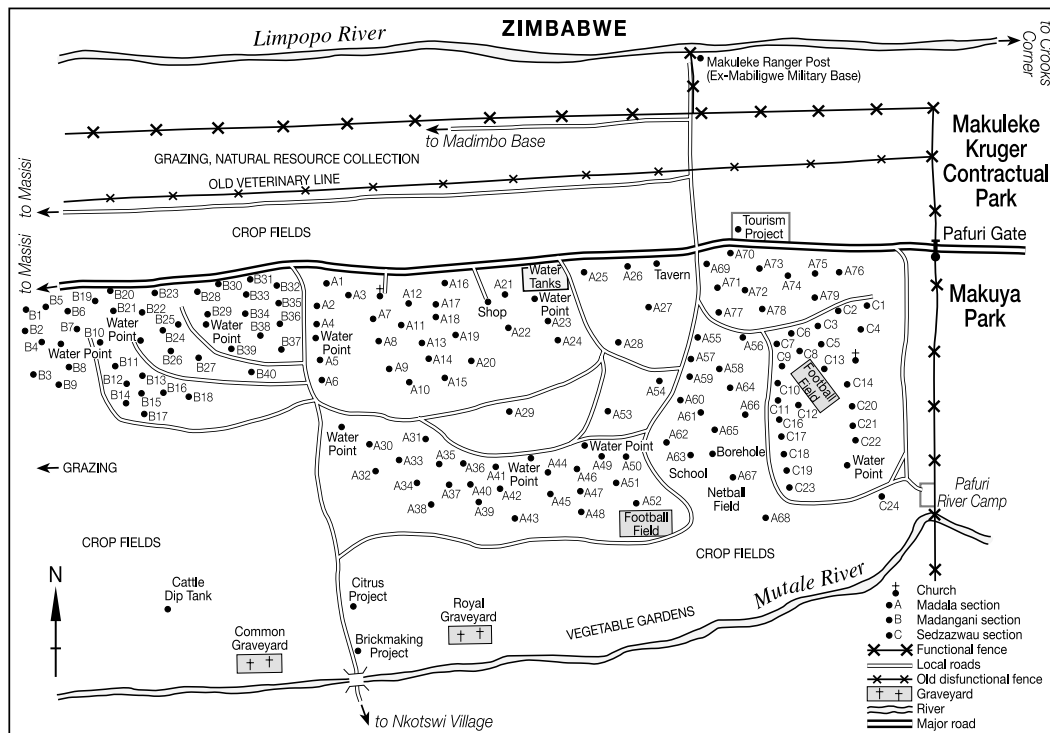 ZIMBABWE
Limpopo River
to Crooks
Corner
Makuleke Ranger Post
(Ex-Mabiligwe Military Base)
to Madimbo Base
GRAZING, NATURAL RESOURCE COLLECTION
OLD VETERINARY LINE
Makuleke
Kruger
Contractual
Park
to Masisi
CROP FIELDS
Tourism
Project
Pafuri Gate
to Masisi
Makuya
Park
B1
B2
B3
B4
B5
B6
B7
B8
B9
B10
B11
B12
B13
B14
B15
B16
B17
B18
B19
B20
B21
B22
B23
B24
B25
B26
B27
B28
B29
B30
B31
B32
B33
B34
B35
B36
B37
B38
B39
B40
Water
Point
Water Point
Water
Point
A1
A2
A3
A4
Water
Point
A5
A6
A7
A8
A9
A10
A11
A12
A13
A14
A15
A16
A17
A18
A19
A20
A21
Shop
A22
Water
Tanks
Water
Point
A23
A24
A25
A26
Tavern
A27
A28
A29
A30
Water
Point
A31
A32
A33
A34
A35
A36
A37
A38
A39
A40
A41
A42
A43
Water
Point
A44
A45
A46
A47
A48
Water Point
A49
A50
A51
A52
Football
Field
A53
A54
A55
A56
A57
A58
A59
A60
A61
A62
A63
School
A64
A65
A66
Borehole
A67
Netball
Field
A68
A69
A70
A71
A72
A73
A74
A75
A76
A77
A78
A79
C1
C2
C3
C4
C5
C6
C7
C8
C9
C10
C11
C12
C13
C14
Football
Field
C16
C17
C18
C19
C20
C21
C22
C23
Water
Point
C24
Pafuri
River Camp
GRAZING
CROP FIELDS
CROP FIELDS
N
Cattle
Dip Tank
Citrus
Project
Royal
Graveyard
Common
Graveyard
Brickmaking
Project
VEGETABLE GARDENS
Mutale River
to Nkotswi Village
Church
A Madala section
B Madangani section
C Sedzazwau section
Functional fence
Local roads
Old disfunctional fence
Graveyard
River
Major road